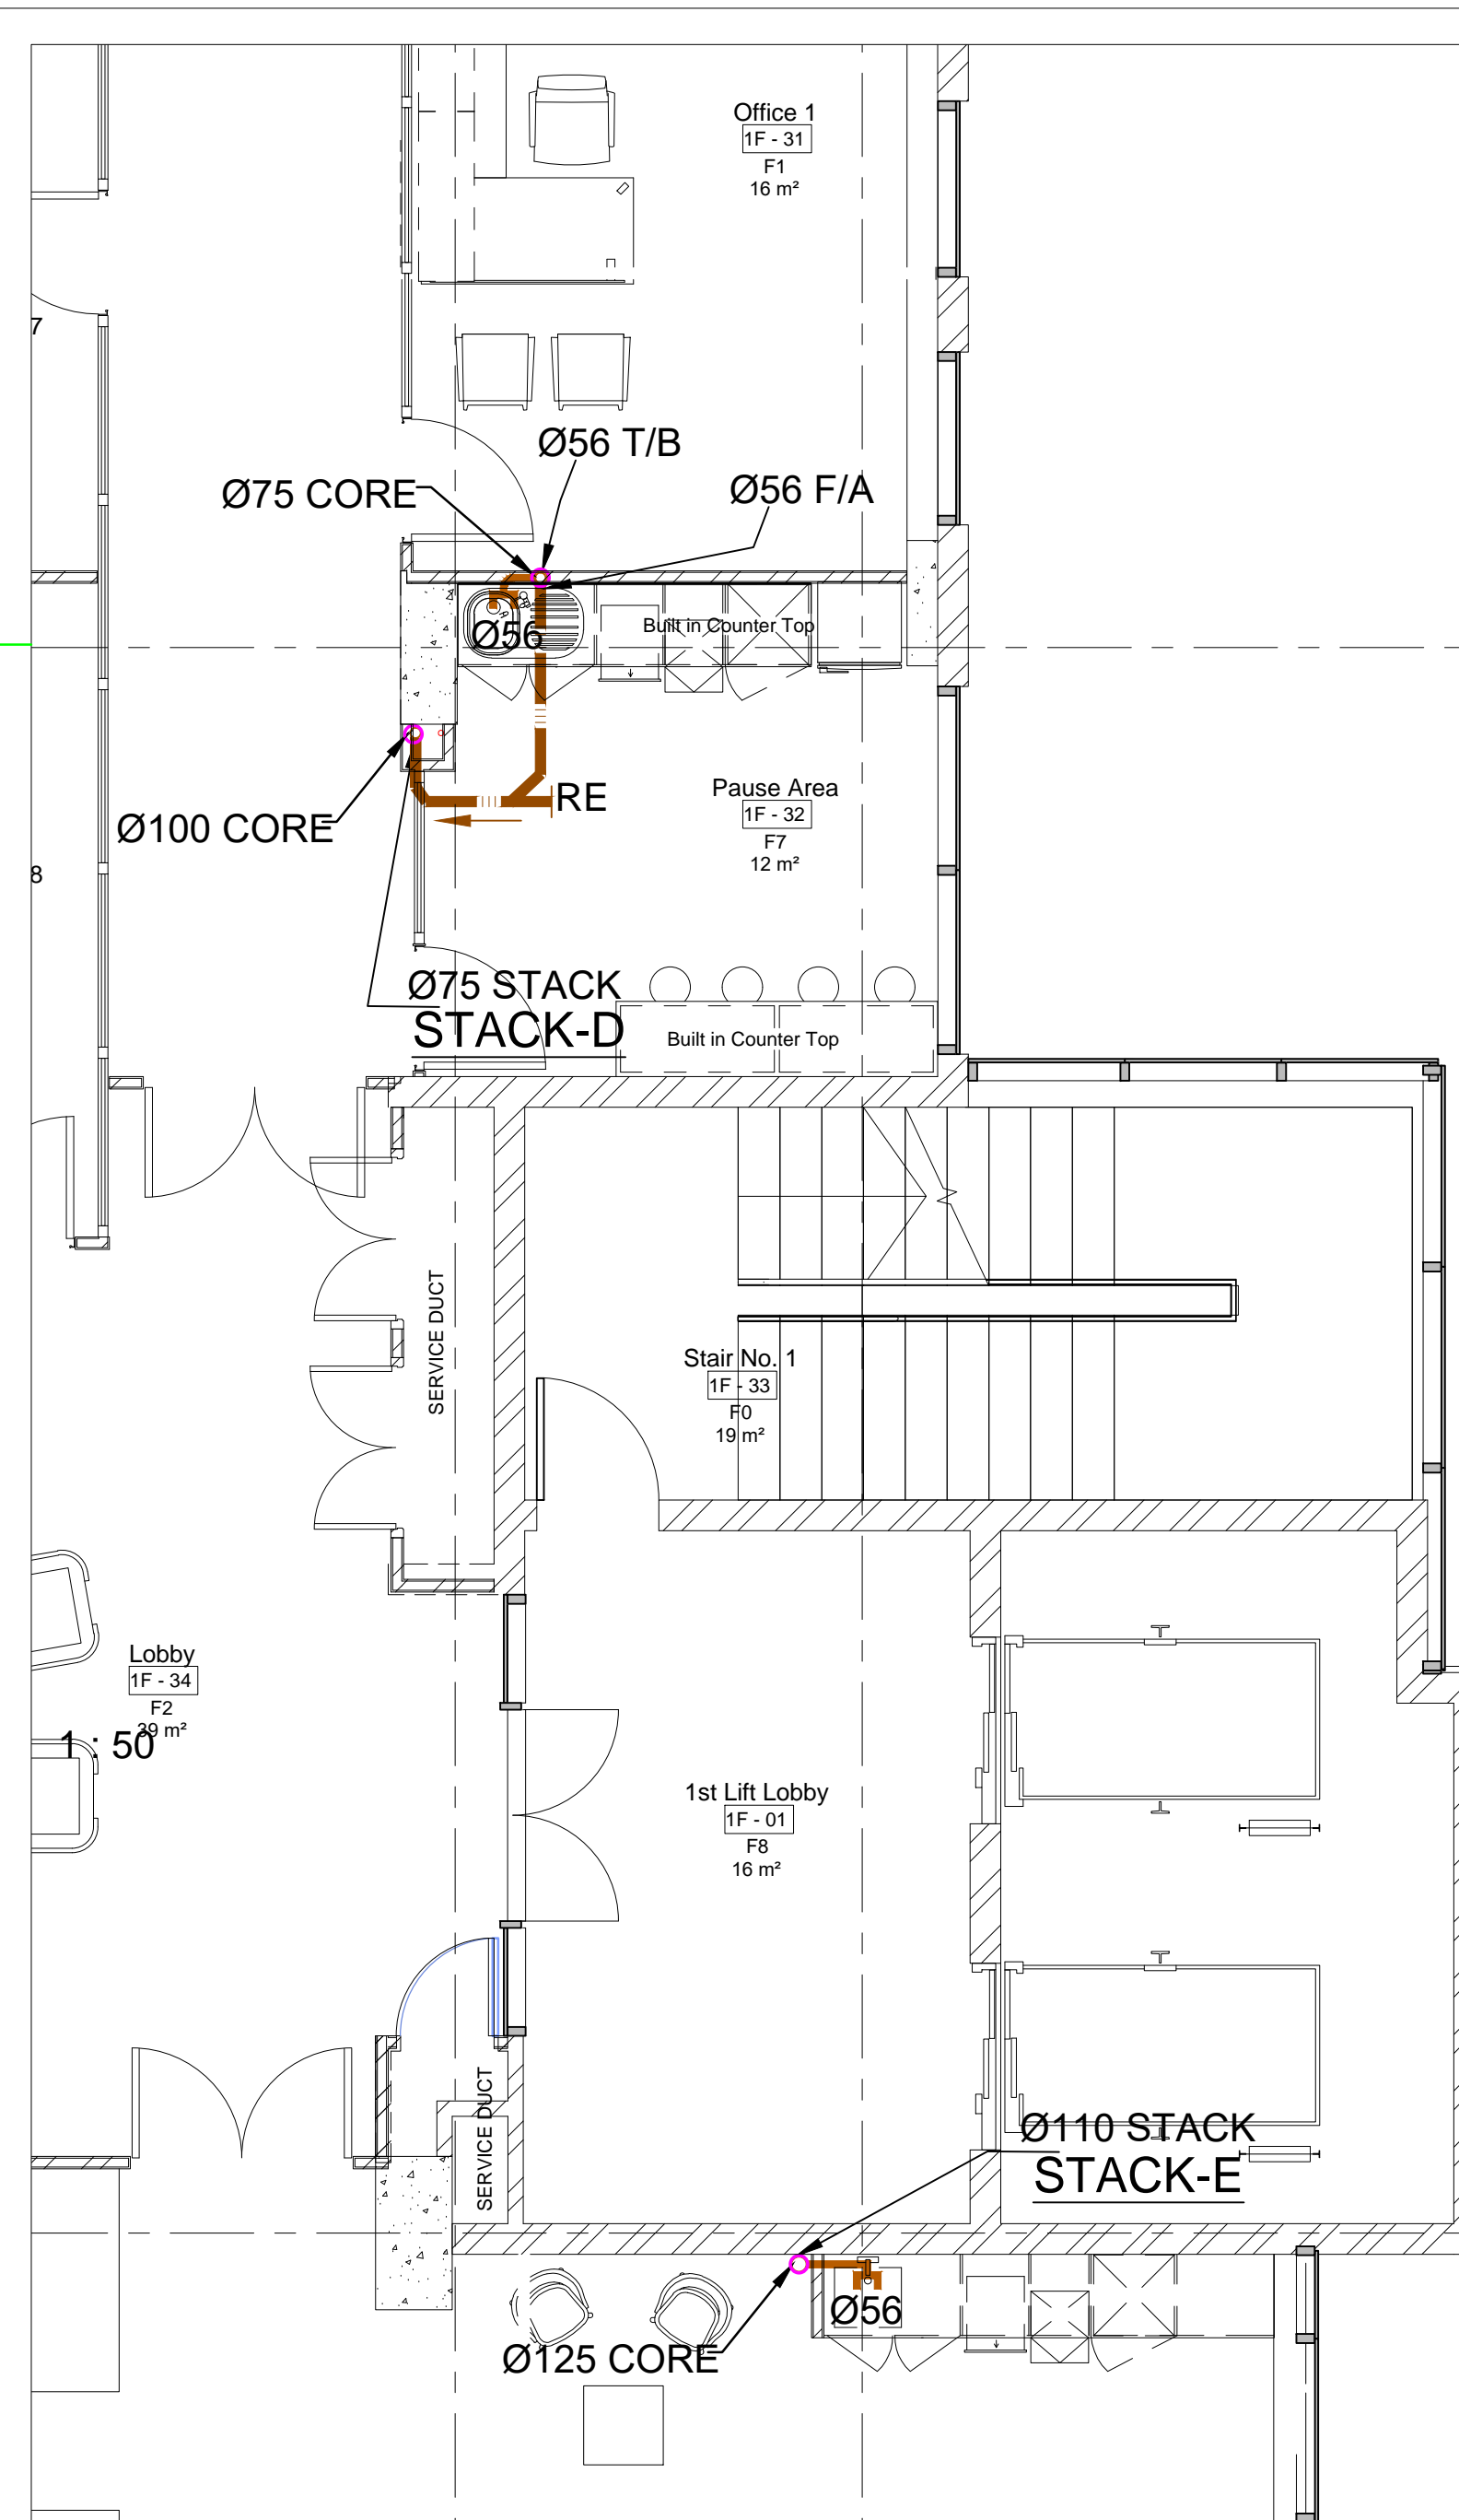 Office 1
1F - 31
F1
16 m²
7
Ø56 T/B
Ø75 CORE
Ø56 F/A
Ø56
Built in Counter Top
RE
Pause Area
1F - 32
F7
12 m²
Ø100 CORE
8
Ø75 STACK
STACK-D
Built in Counter Top
SERVICE DUCT
Stair No. 1
1F - 33
F0
19 m²
Lobby
1F - 34
F2
39 m²
1 : 50
1st Lift Lobby
1F - 01
F8
16 m²
SERVICE DUCT
Ø110 STACK
STACK-E
Ø56
Ø125 CORE